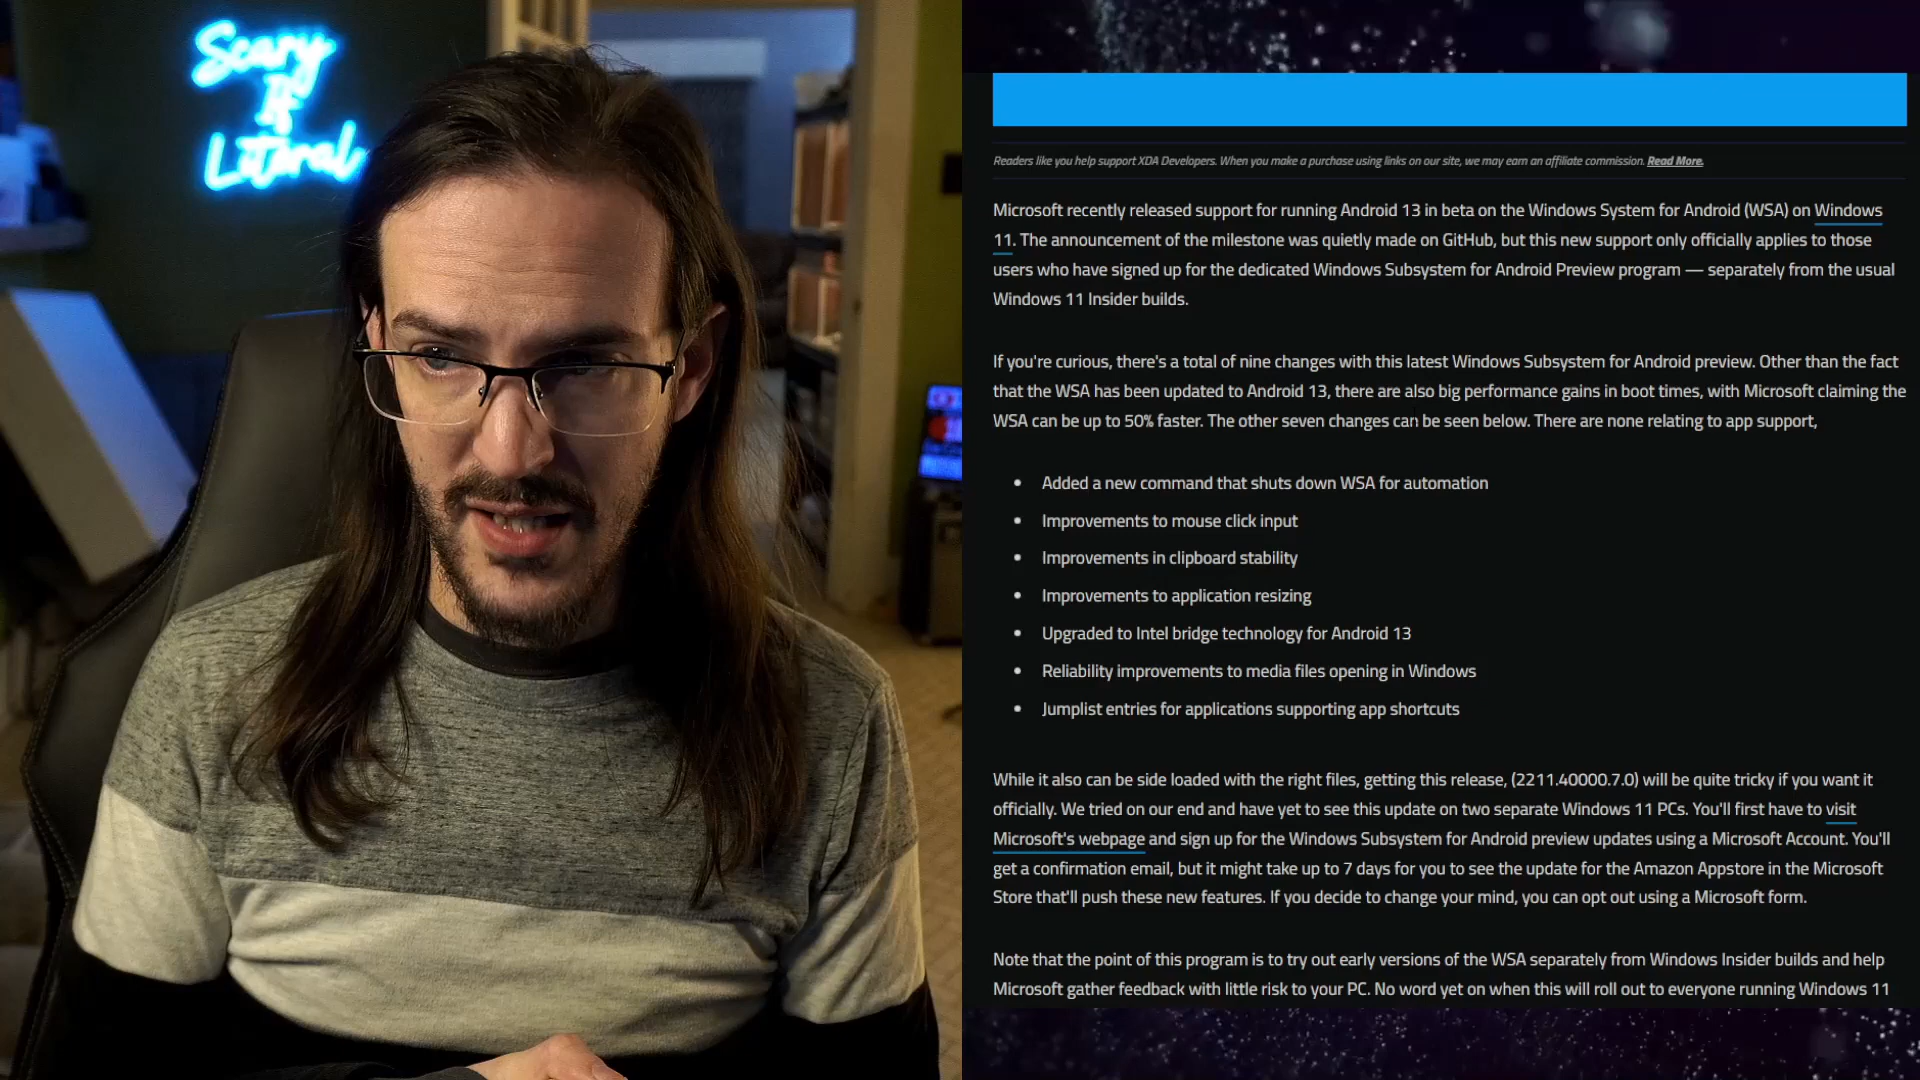 Scary
If
Literal
Readers like you help support XDA Developers. When you make a purchase using links on our site, we may earn an affiliate commission. Read More.
Microsoft recently released support for running Android 13 in beta on the Windows System for Android (WSA) on Windows
11. The announcement of the milestone was quietly made on GitHub, but this new support only officially applies to those
users who have signed up for the dedicated Windows Subsystem for Android Preview program — separately from the usual
Windows 11 Insider builds.
If you're curious, there's a total of nine changes with this latest Windows Subsystem for Android preview. Other than the fact
that the WSA has been updated to Android 13, there are also big performance gains in boot times, with Microsoft claiming the
WSA can be up to 50% faster. The other seven changes can be seen below. There are none relating to app support,
• Added a new command that shuts down WSA for automation
• Improvements to mouse click input
• Improvements in clipboard stability
• Improvements to application resizing
• Upgraded to Intel bridge technology for Android 13
• Reliability improvements to media files opening in Windows
• Jumplist entries for applications supporting app shortcuts
While it also can be side loaded with the right files, getting this release, (2211.40000.7.0) will be quite tricky if you want it
officially. We tried on our end and have yet to see this update on two separate Windows 11 PCs. You'll first have to visit
Microsoft's webpage and sign up for the Windows Subsystem for Android preview updates using a Microsoft Account. You'll
get a confirmation email, but it might take up to 7 days for you to see the update for the Amazon Appstore in the Microsoft
Store that'll push these new features. If you decide to change your mind, you can opt out using a Microsoft form.
Note that the point of this program is to try out early versions of the WSA separately from Windows Insider builds and help
Microsoft gather feedback with little risk to your PC. No word yet on when this will roll out to everyone running Windows 11